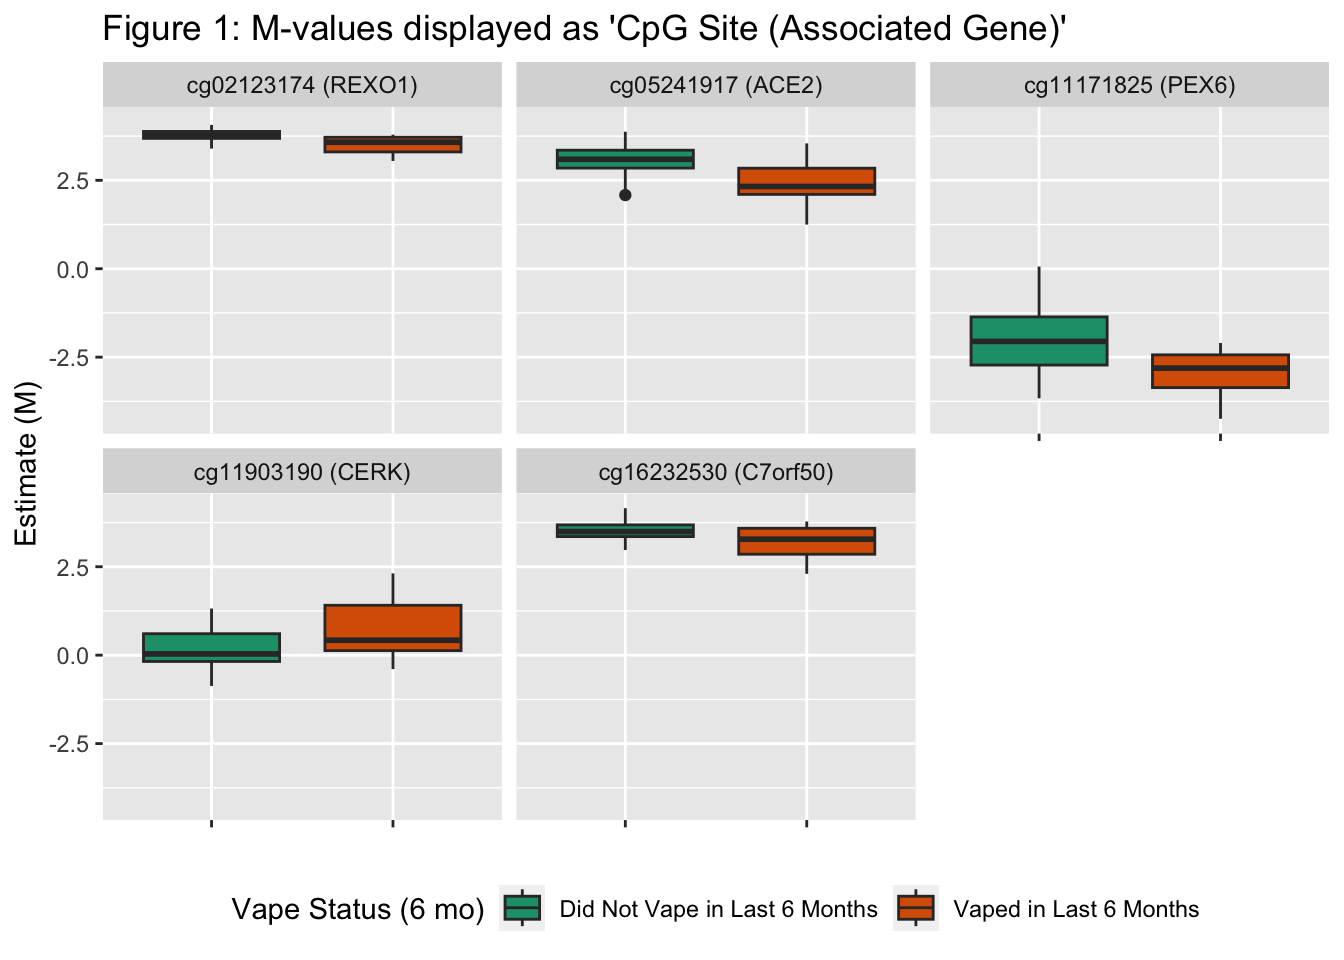 Figure 1: M-values displayed as 'CpG Site (Associated Gene)'
cg02123174 (REXO1)
cg05241917 (ACE2)
cg11171825 (PEX6)
2.5
0.0
-2.5
Estimate (M)
cg11903190 (CERK)
cg16232530 (C7orf50)
2.5
0.0
-2.5
Vape Status (6 mo)
Did Not Vape in Last 6 Months
Vaped in Last 6 Months